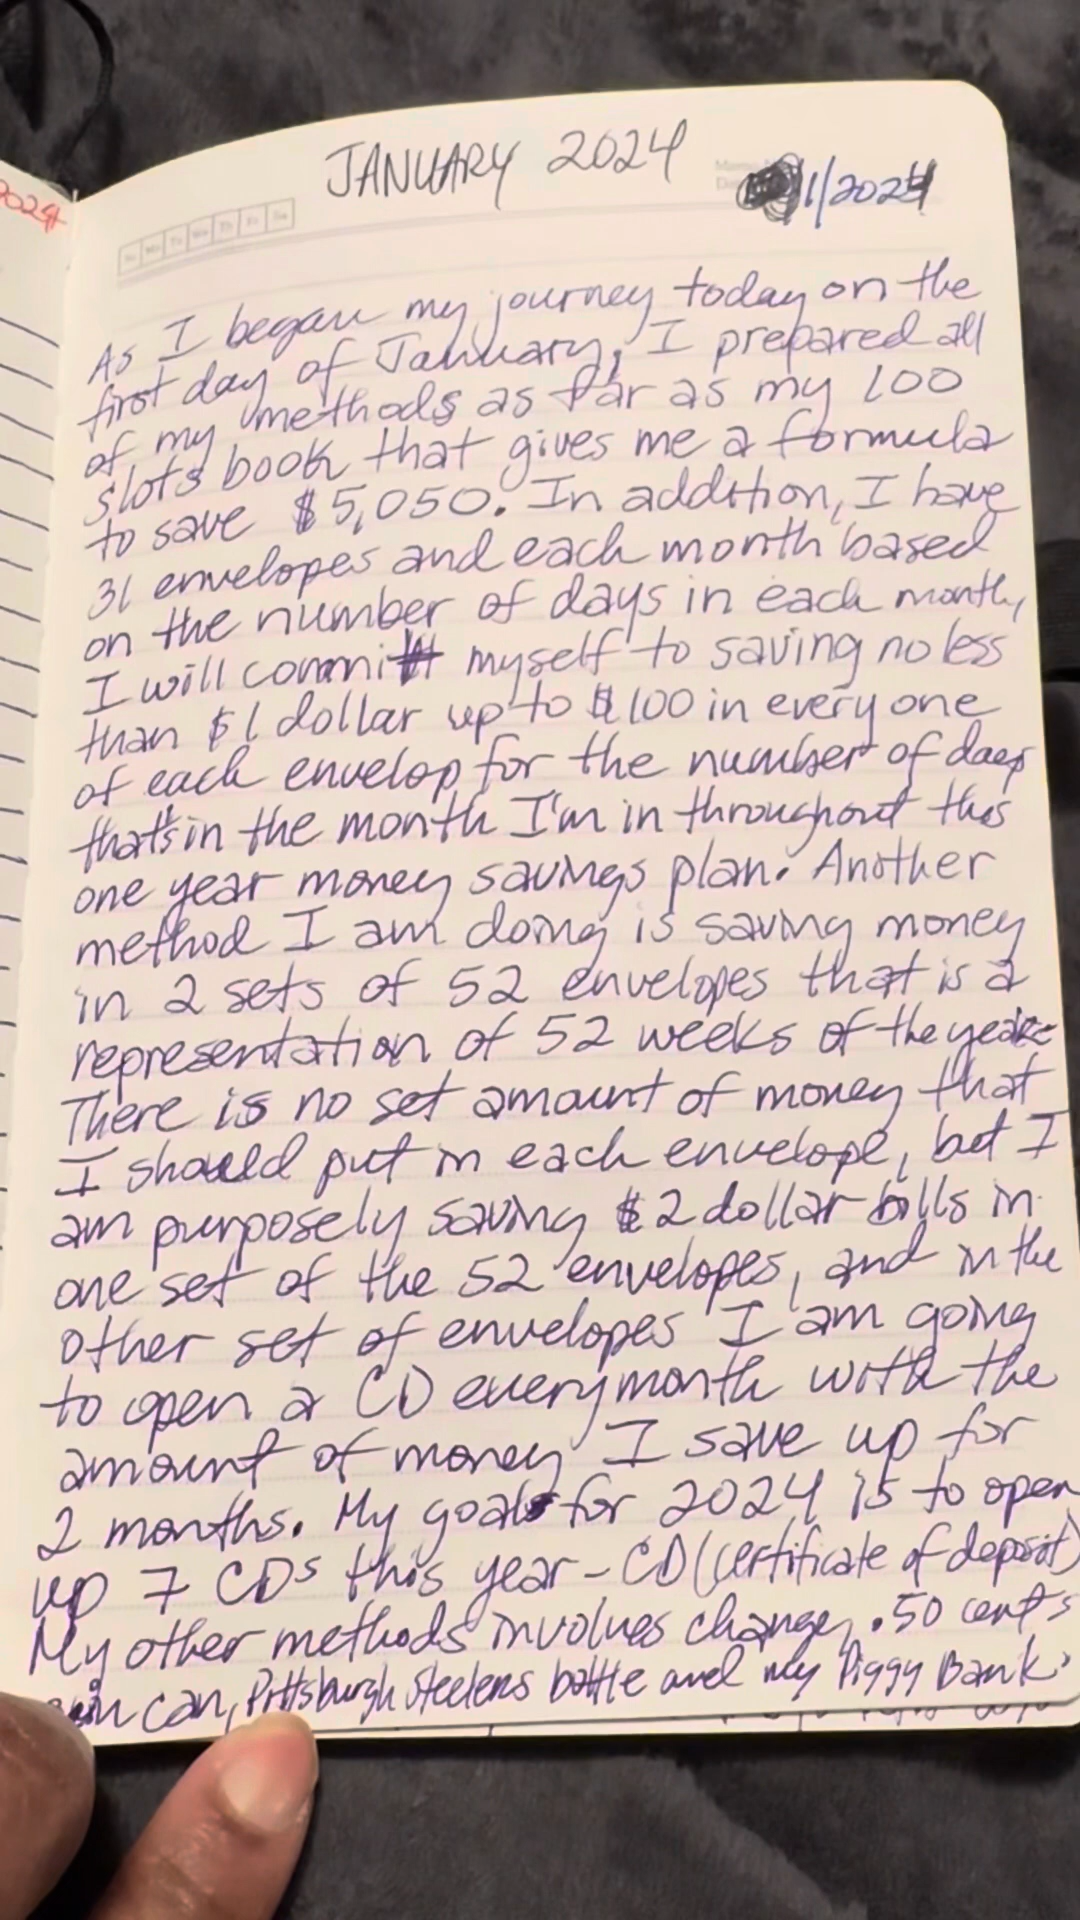 JANUARY 2024
1/2024
As I began my journey today on the
first day of January, I prepared all
of my methods as far as my 100
slots book that gives me a formula
to save $5,050. In addition, I have
31 envelopes and each month based
on the number of days in each month,
I will commit myself to saving no less
than $1 dollar up to $100 in every one
of each envelop for the number of days
that's in the month I'm in throughout this
one year money savings plan. Another
method I am doing is saving money
in 2 sets of 52 envelopes that is a
representation of 52 weeks of the year.
There is no set amount of money that
I should put in each envelope, but I
am purposely saving $2 dollar bills in
one set of the 52 envelopes, and in the
other set of envelopes I am going
to open a CD every month with the
amount of money I save up for
2 months. My goal for 2024 is to open
up 7 CDs this year - CD (certificate of deposit)
My other methods involves change, .50 cents
in can, Pittsburgh Steelers bottle and my Piggy Bank.
2024